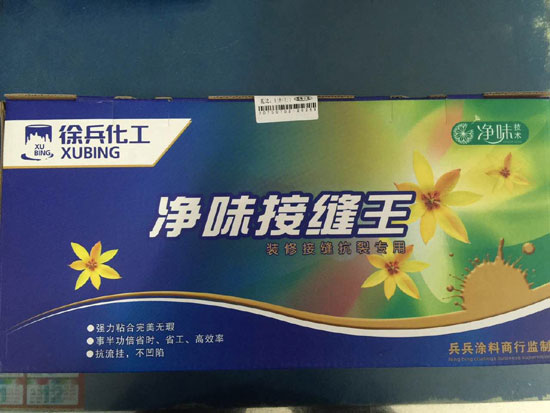 徐兵化工
XU BING
XUBING
净味技术
净味接缝王
装修接缝抗裂专用
●强力粘合完美无瑕
●事半功倍省时、省工、高效率
●抗流挂，不凹陷
兵兵涂料商行监制